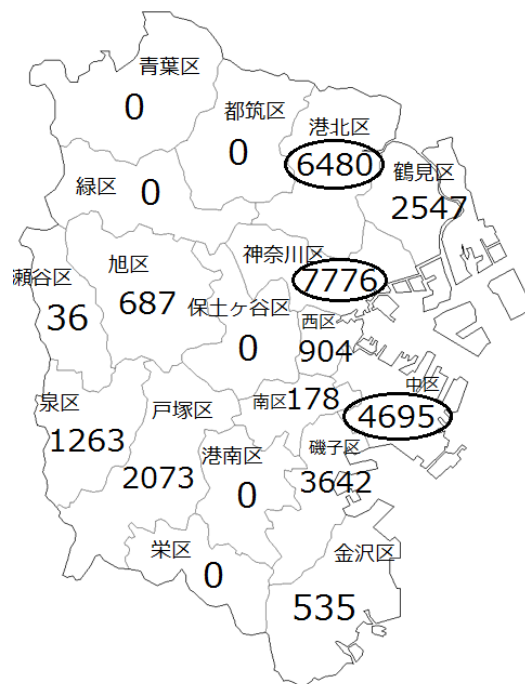 青葉区
0
都筑区
0
港北区
6480
鶴見区
2547
緑区
0
神奈川区
7776
瀬谷区
36
旭区
687
保土ヶ谷区
0
西区
904
泉区
1263
戸塚区
2073
南区
178
中区
4695
港南区
0
磯子区
3642
栄区
0
金沢区
535